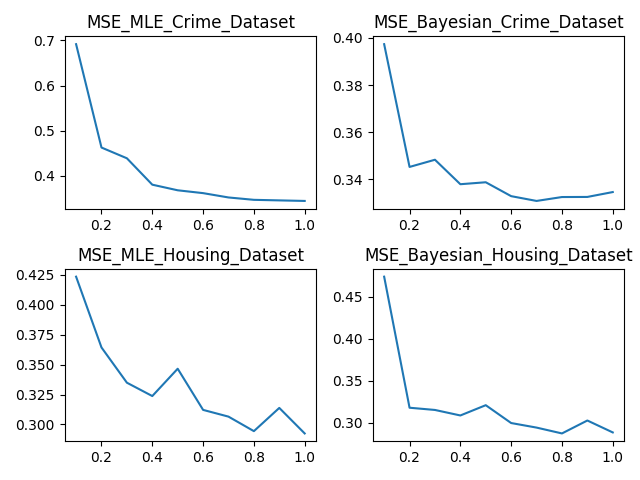 MSE_MLE_Crime_Dataset
0.7
0.6
0.5
0.4
0.2 0.4 0.6 0.8 1.0
MSE_Bayesian_Crime_Dataset
0.40
0.38
0.36
0.34
0.2 0.4 0.6 0.8 1.0
MSE_MLE_Housing_Dataset
0.425
0.400
0.375
0.350
0.325
0.300
0.2 0.4 0.6 0.8 1.0
MSE_Bayesian_Housing_Dataset
0.45
0.40
0.35
0.30
0.2 0.4 0.6 0.8 1.0